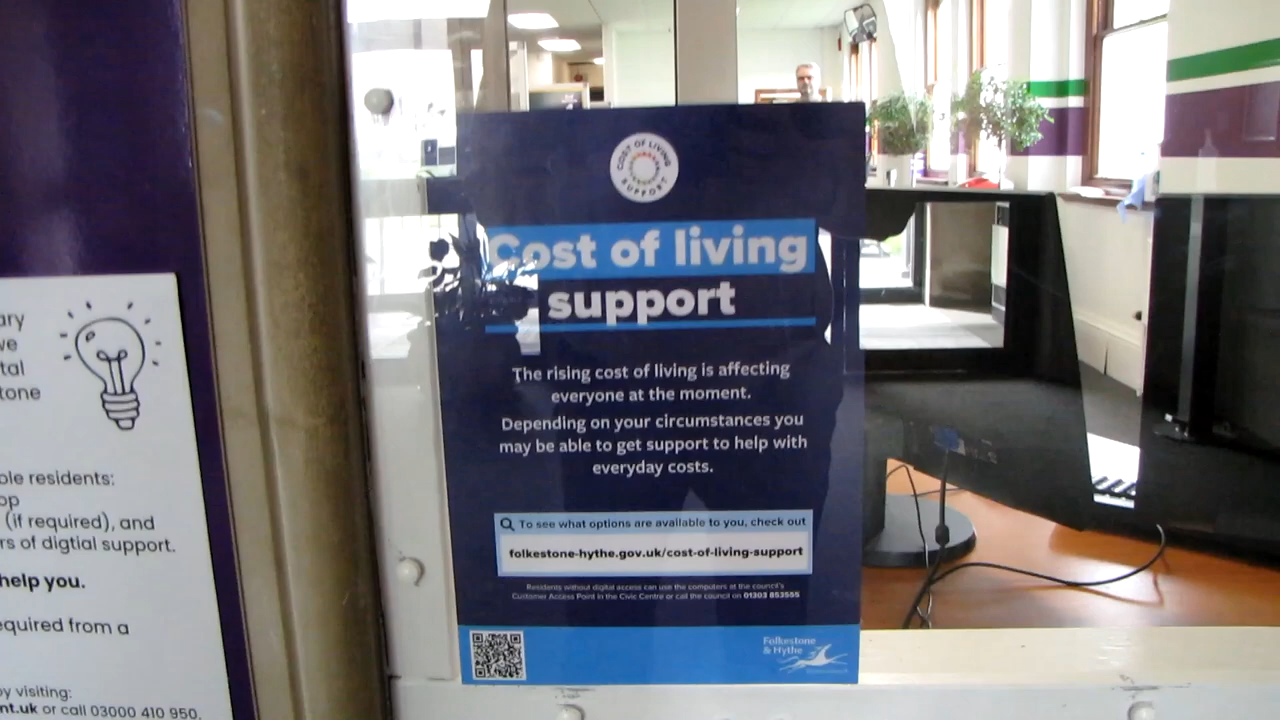 ary
we
tal
tone
ole residents:
op
(if required), and
rs of digtial support.
help you.
equired from a
by visiting:
nt.uk or call 03000 410 950.
COST OF LIVING
SUPPORT
Cost of living
support
The rising cost of living is affecting
everyone at the moment.
Depending on your circumstances you
may be able to get support to help with
everyday costs.
To see what options are available to you, check out
folkestone-hythe.gov.uk/cost-of-living-support
Residents without digital access can use the computers at the council's
Customer Access Point in the Civic Centre or call the council on 01303 853555
Folkestone
& Hythe